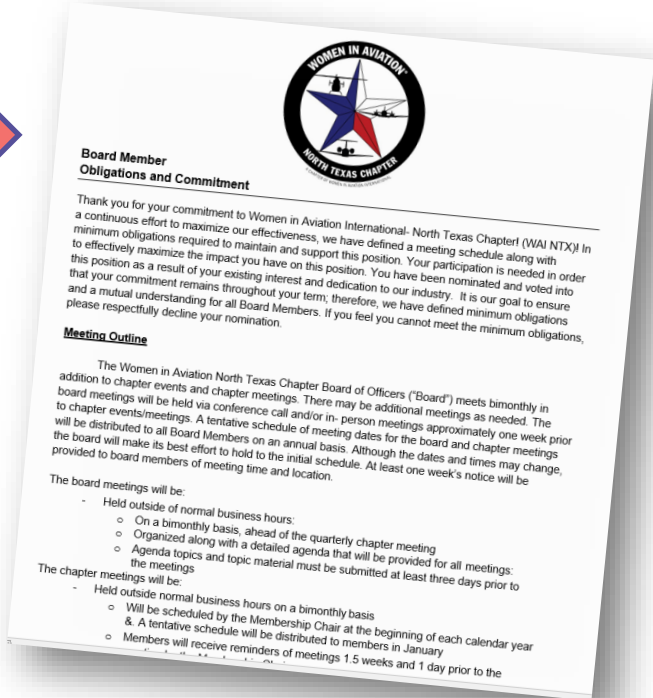 WOMEN IN AVIATION
NORTH TEXAS CHAPTER
A CHAPTER OF WOMEN IN AVIATION INTERNATIONAL
Board Member
Obligations and Commitment
Thank you for your commitment to Women in Aviation International- North Texas Chapter! (WAI NTX)! In
a continuous effort to maximize our effectiveness, we have defined a meeting schedule along with
minimum obligations required to maintain and support this position. Your participation is needed in order
to effectively maximize the impact you have on this position. You have been nominated and voted into
this position as a result of your existing interest and dedication to our industry. It is our goal to ensure
that your commitment remains throughout your term; therefore, we have defined minimum obligations
and a mutual understanding for all Board Members. If you feel you cannot meet the minimum obligations,
please respectfully decline your nomination.
Meeting Outline
The Women in Aviation North Texas Chapter Board of Officers ("Board") meets bimonthly in
addition to chapter events and chapter meetings. There may be additional meetings as needed. The
board meetings will be held via conference call and/or in- person meetings approximately one week prior
to chapter events/meetings. A tentative schedule of meeting dates for the board and chapter meetings
will be distributed to all Board Members on an annual basis. Although the dates and times may change,
the board will make its best effort to hold to the initial schedule. At least one week's notice will be
provided to board members of meeting time and location.
The board meetings will be:
- Held outside of normal business hours:
o On a bimonthly basis, ahead of the quarterly chapter meeting
o Organized along with a detailed agenda that will be provided for all meetings:
o Agenda topics and topic material must be submitted at least three days prior to
the meetings
The chapter meetings will be:
- Held outside normal business hours on a bimonthly basis
o Will be scheduled by the Membership Chair at the beginning of each calendar year
&. A tentative schedule will be distributed to members in January
o Members will receive reminders of meetings 1.5 weeks and 1 day prior to the